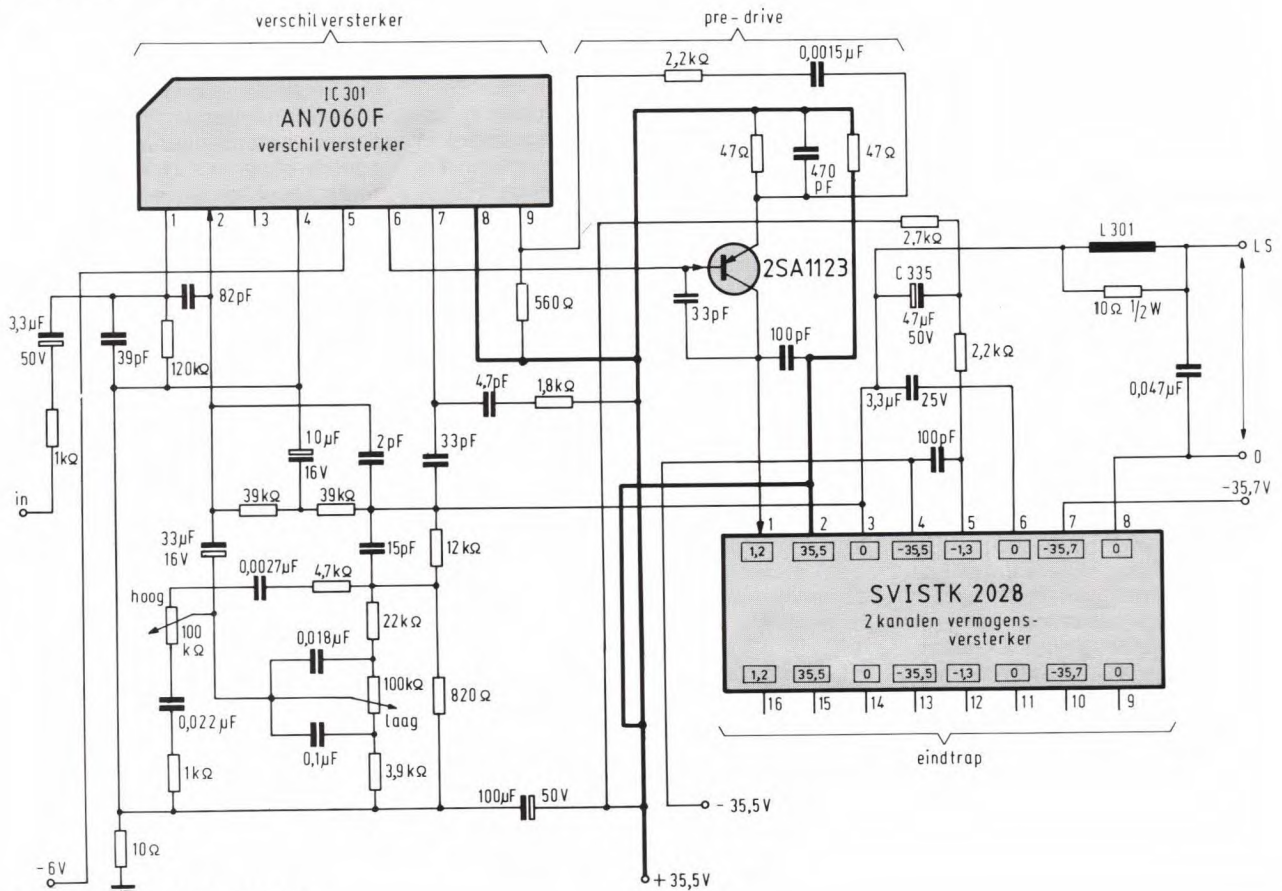 verschilversterker
pre-drive
IC 301
AN7060F
verschilversterker
1 2 3 4 5 6 7 8 9
2,2kΩ
0,0015µF
47Ω
470
pF
47Ω
2,7kΩ
L301
LS
2SA1123
C 335
47µF
50V
10Ω ½W
2,2kΩ
0,047µF
0
-35,7V
3,3µF
50V
82pF
39pF
120kΩ
560Ω
33pF
100pF
4,7pF
1,8kΩ
3,3µF
25V
100pF
1kΩ
in
10µF
16V
2pF
33pF
39kΩ
39kΩ
33µF
16V
15pF
12kΩ
0,0027µF
4,7kΩ
hoog
100
kΩ
22kΩ
0,018µF
100kΩ
laag
820Ω
0,022µF
0,1µF
1kΩ
3,9kΩ
100µF
50V
10Ω
-6V
+35,5V
-35,5V
1 2 3 4 5 6 7 8
1,2 35,5 0 -35,5 -1,3 0 -35,7 0
SVISTK 2028
2 kanalen vermogens-
versterker
1,2 35,5 0 -35,5 -1,3 0 -35,7 0
16 15 14 13 12 11 10 9
eindtrap